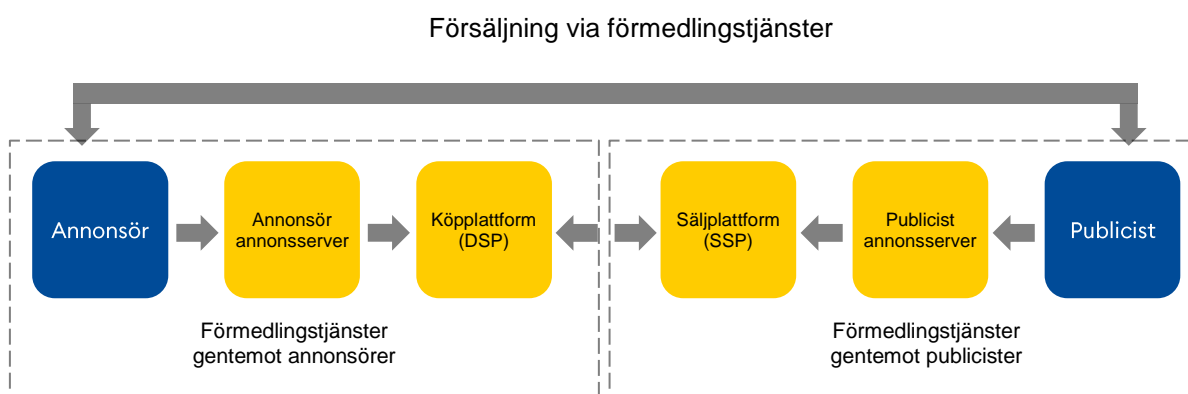 Försäljning via förmedlingstjänster
Annonsör
Annonsör
annonsserver
Köpplattform
(DSP)
Säljplattform
(SSP)
Publicist
annonsserver
Publicist
Förmedlingstjänster
gentemot annonsörer
Förmedlingstjänster
gentemot publicister